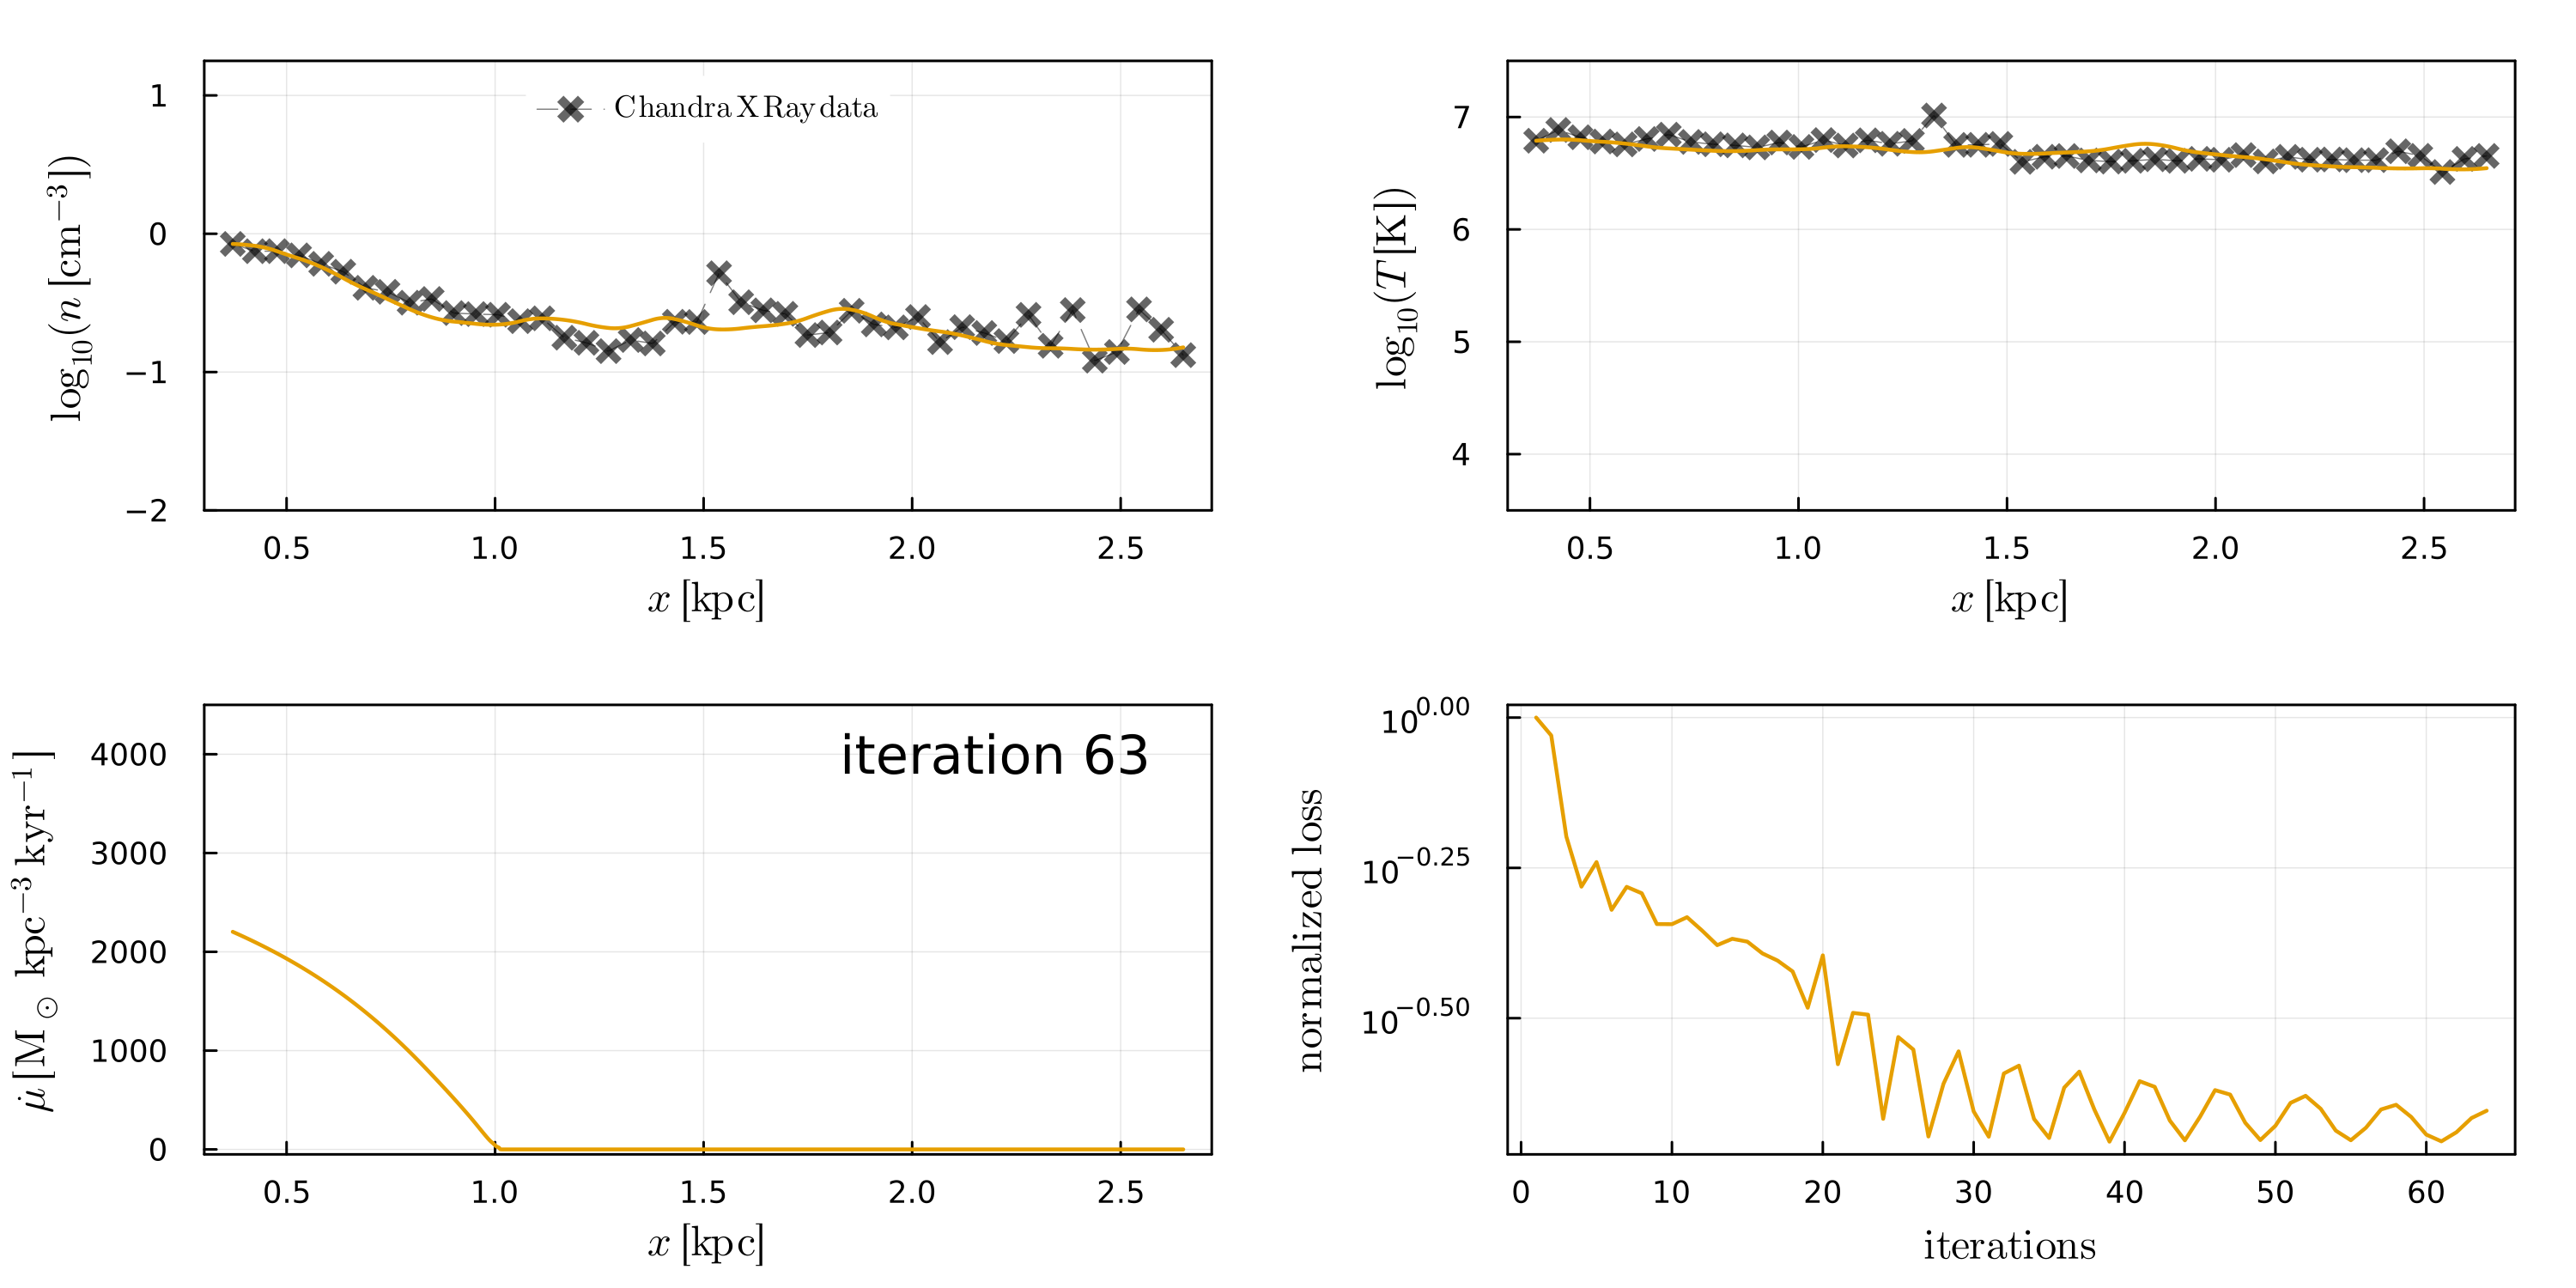 log₁₀(n [cm⁻³])
1
0
−1
−2
Chandra X Ray data
0.5 1.0 1.5 2.0 2.5
x [kpc]
log₁₀(T [K])
7
6
5
4
0.5 1.0 1.5 2.0 2.5
x [kpc]
μ̇ [M☉ kpc⁻³ kyr⁻¹]
4000
3000
2000
1000
0
iteration 63
0.5 1.0 1.5 2.0 2.5
x [kpc]
normalized loss
10⁰·⁰⁰
10⁻⁰·²⁵
10⁻⁰·⁵⁰
0 10 20 30 40 50 60
iterations